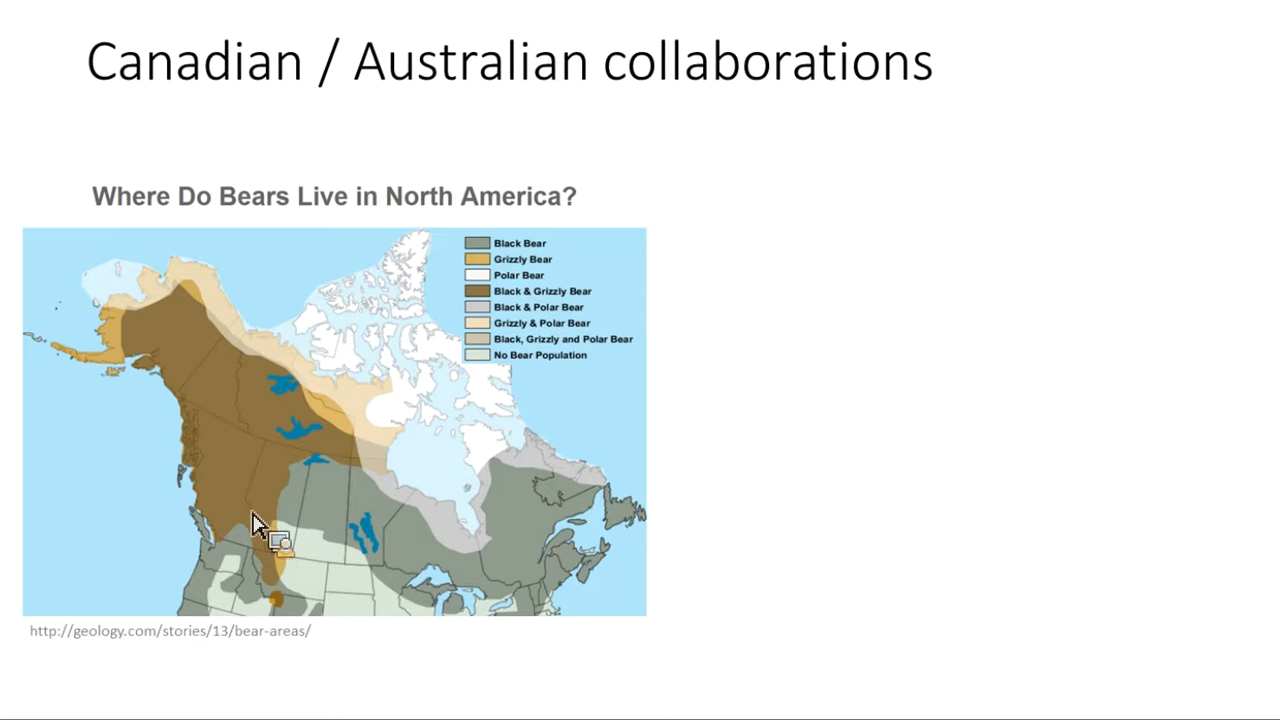 Canadian / Australian collaborations
Where Do Bears Live in North America?
Black Bear
Grizzly Bear
Polar Bear
Black & Grizzly Bear
Black & Polar Bear
Grizzly & Polar Bear
Black, Grizzly and Polar Bear
No Bear Population
http://geology.com/stories/13/bear-areas/